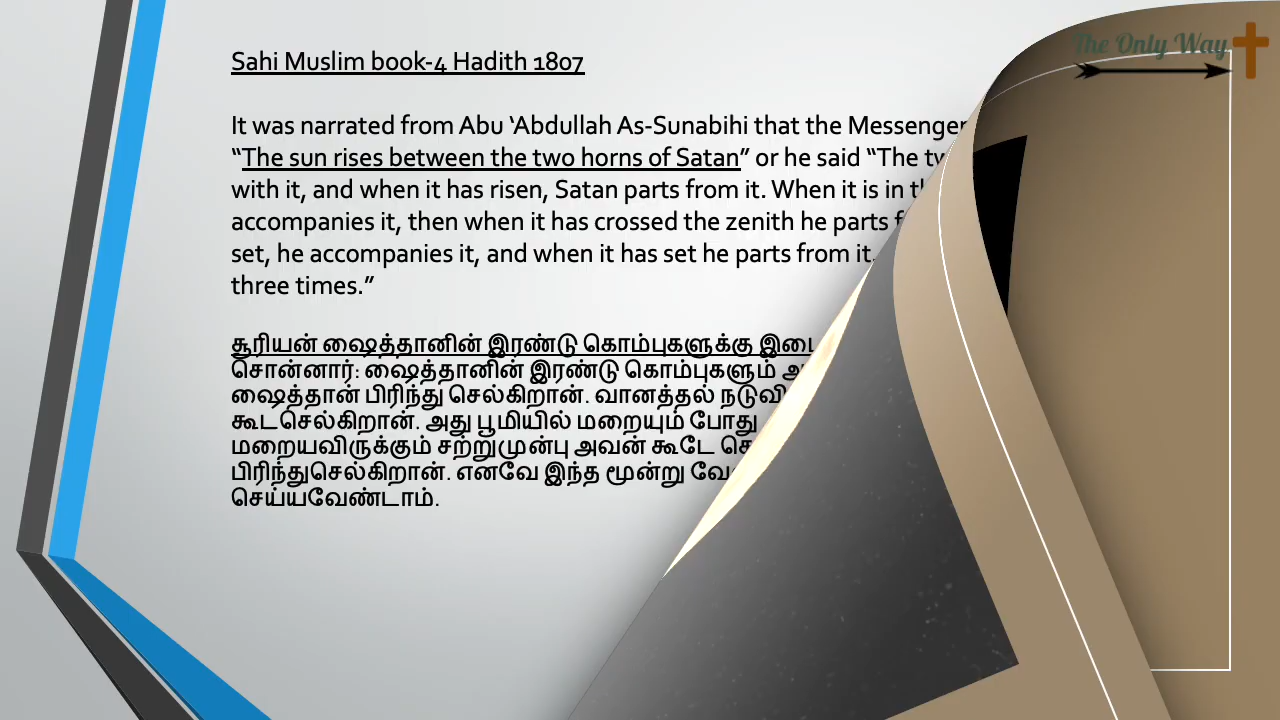 The Only Way
Sahi Muslim book-4 Hadith 1807
It was narrated from Abu ‘Abdullah As-Sunabihi that the Messenger
“The sun rises between the two horns of Satan” or he said “The
with it, and when it has risen, Satan parts from it. When it is in
accompanies it, then when it has crossed the zenith he parts
set, he accompanies it, and when it has set he parts from it.
three times.”
சூரியன் ஷைத்தானின் இரண்டு கொம்புகளுக்கு
சொன்னார்: ஷைத்தானின் இரண்டு கொம்புகளும்
ஷைத்தான் பிரிந்து செல்கிறான். வானத்தல்
கூடசெல்கிறான். அது பூமியில் மறையும் போது
மறையவிருக்கும் சற்றுமுன்பு அவன் கூடே
பிரிந்துசெல்கிறான். எனவே இந்த மூன்று
செய்யவேண்டாம்.